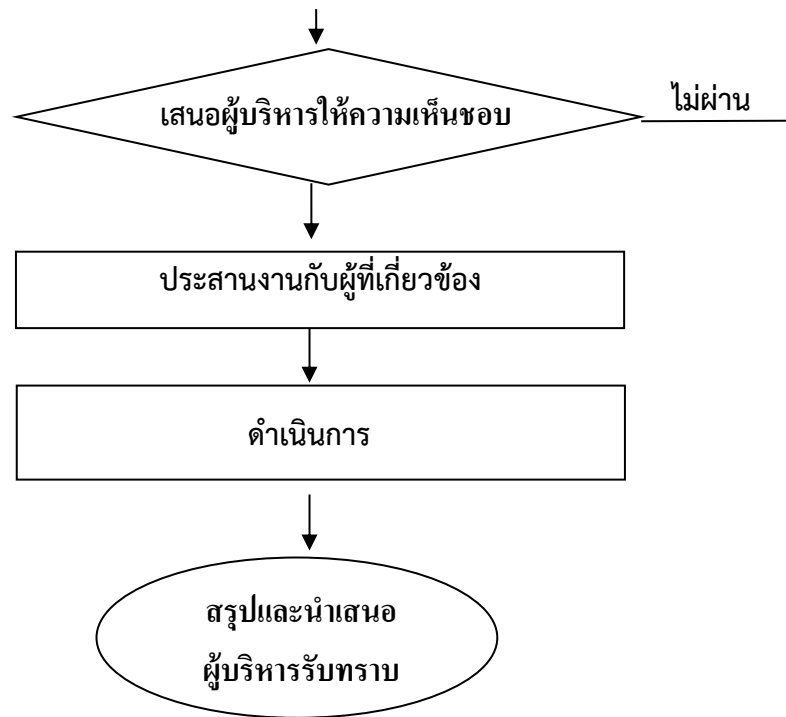 เสนอผู้บริหารให้ความเห็นชอบ
ไม่ผ่าน
ประสานงานกับผู้ที่เกี่ยวข้อง
ดำเนินการ
สรุปและนำเสนอ
ผู้บริหารรับทราบ